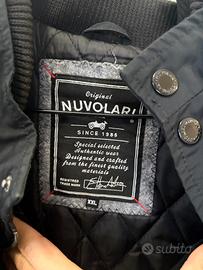 Original
NUVOLARI
SINCE 1985
Special selected
Authentic wear
Designed and crafted
from the finest quality
materials
REGISTERED
TRADE MARK
XXL
subito